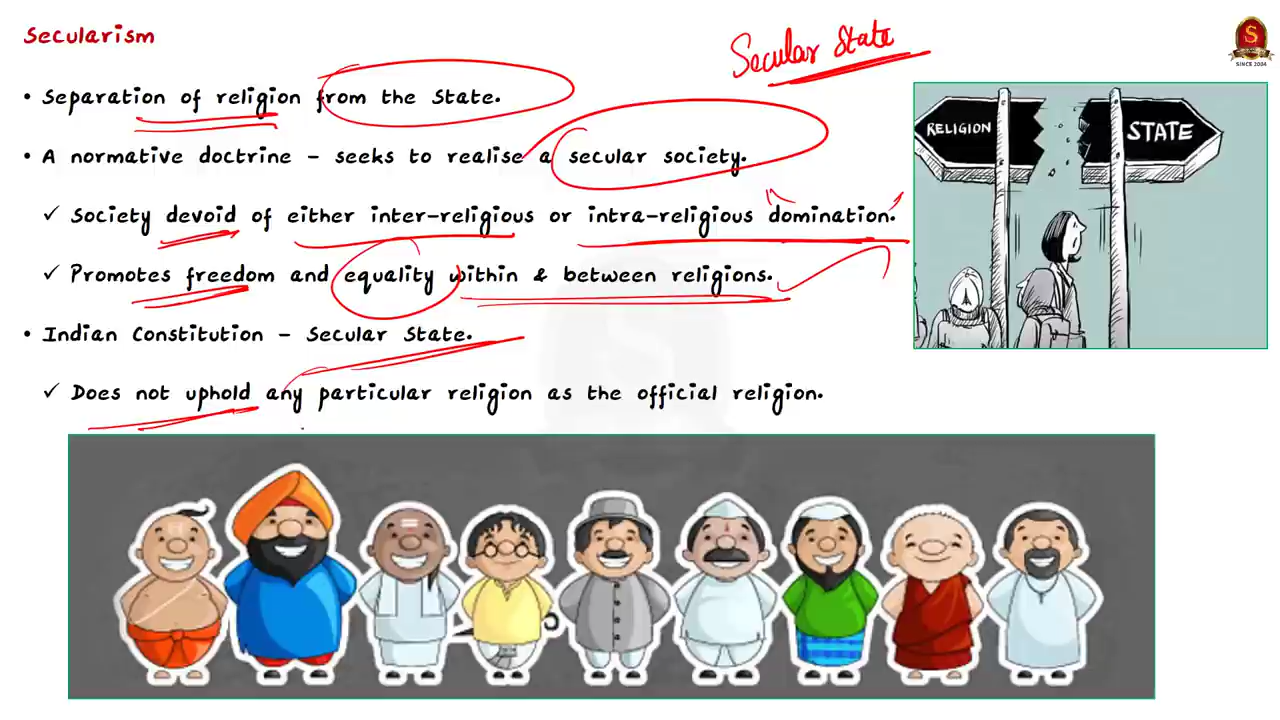 Secularism
Secular State
• Separation of religion from the State.
• A normative doctrine – seeks to realise a secular society.
✓ Society devoid of either inter-religious or intra-religious domination.
✓ Promotes freedom and equality within & between religions.
• Indian Constitution – Secular State.
✓ Does not uphold any particular religion as the official religion.
RELIGION
STATE
S
SINCE 2004